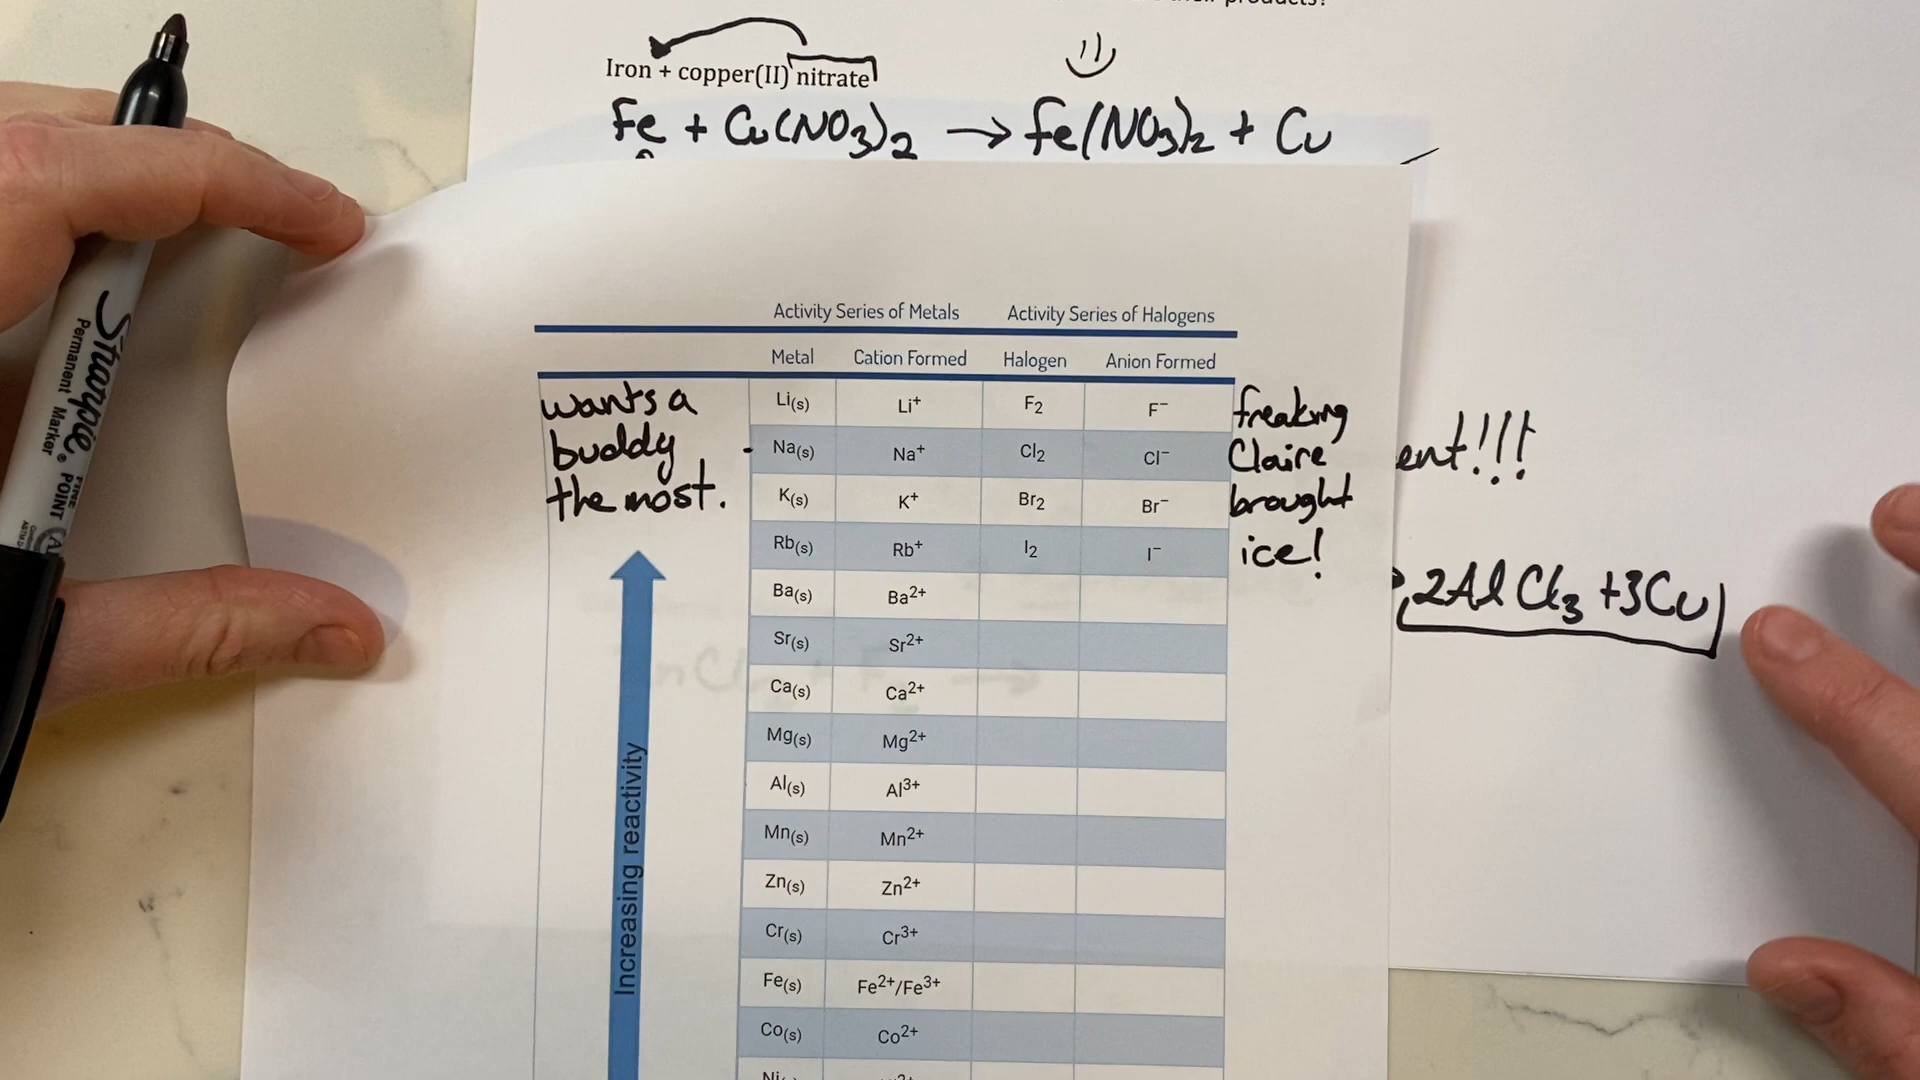 their products?
Iron + copper(II) nitrate
Fe + Cu(NO3)2 → Fe(NO3)2 + Cu
Activity Series of Metals Activity Series of Halogens
Metal Cation Formed Halogen Anion Formed
wants a
buddy
the most.
Increasing reactivity
Li(s) Li⁺ F2 F⁻
Na(s) Na⁺ Cl2 Cl⁻
K(s) K⁺ Br2 Br⁻
Rb(s) Rb⁺ I2 I⁻
Ba(s) Ba²⁺
Sr(s) Sr²⁺
Ca(s) Ca²⁺
Mg(s) Mg²⁺
Al(s) Al³⁺
Mn(s) Mn²⁺
Zn(s) Zn²⁺
Cr(s) Cr³⁺
Fe(s) Fe²⁺/Fe³⁺
Co(s) Co²⁺
freaking
Claire
brought
ice!
ent!!!
2AlCl3 + 3Cu
Sharpie
Permanent Marker
FINE POINT